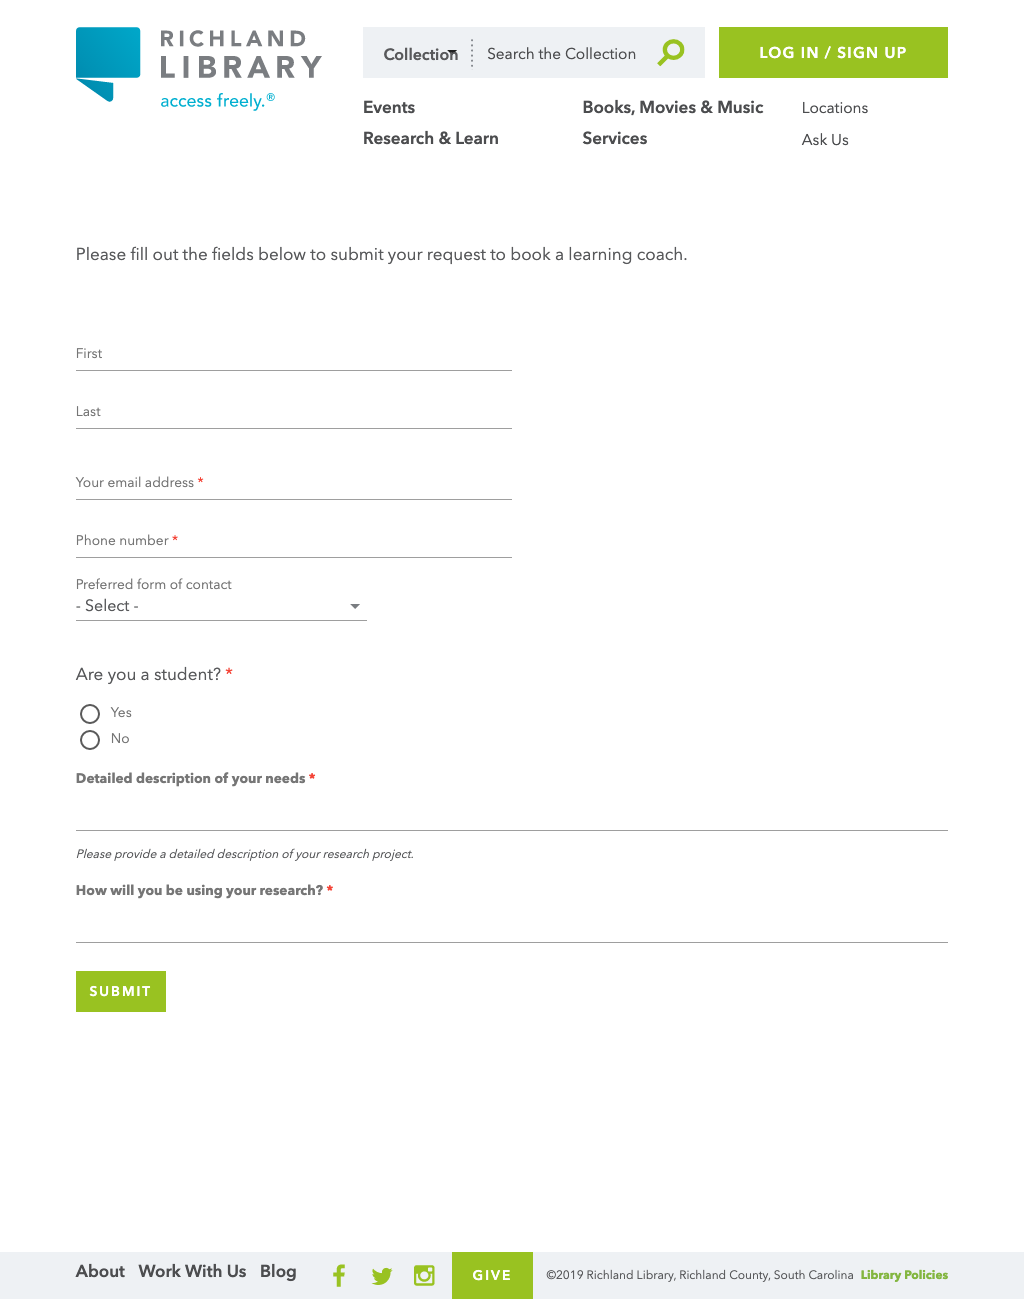 RICHLAND
LIBRARY
access freely.®
Collection
Search the Collection
LOG IN / SIGN UP
Events
Books, Movies & Music
Locations
Research & Learn
Services
Ask Us
Please fill out the fields below to submit your request to book a learning coach.
First
Last
Your email address *
Phone number *
Preferred form of contact
- Select -
Are you a student? *
Yes
No
Detailed description of your needs *
Please provide a detailed description of your research project.
How will you be using your research? *
SUBMIT
About Work With Us Blog
GIVE
©2019 Richland Library, Richland County, South Carolina Library Policies